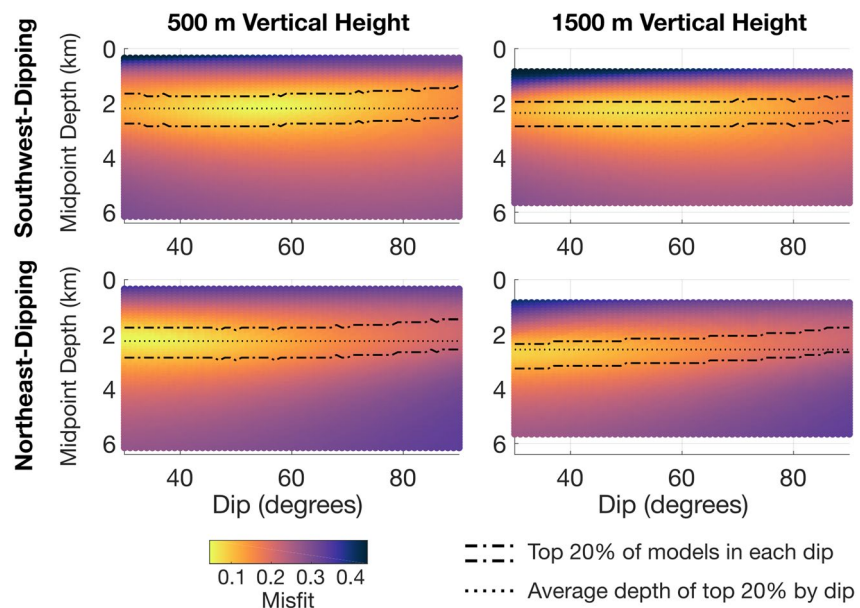 500 m Vertical Height
1500 m Vertical Height
Southwest-Dipping
Midpoint Depth (km)
0
2
4
6
40 60 80
0
2
4
6
40 60 80
Northeast-Dipping
Midpoint Depth (km)
0
2
4
6
40 60 80
Dip (degrees)
0
2
4
6
40 60 80
Dip (degrees)
0.1 0.2 0.3 0.4
Misfit
Top 20% of models in each dip
Average depth of top 20% by dip